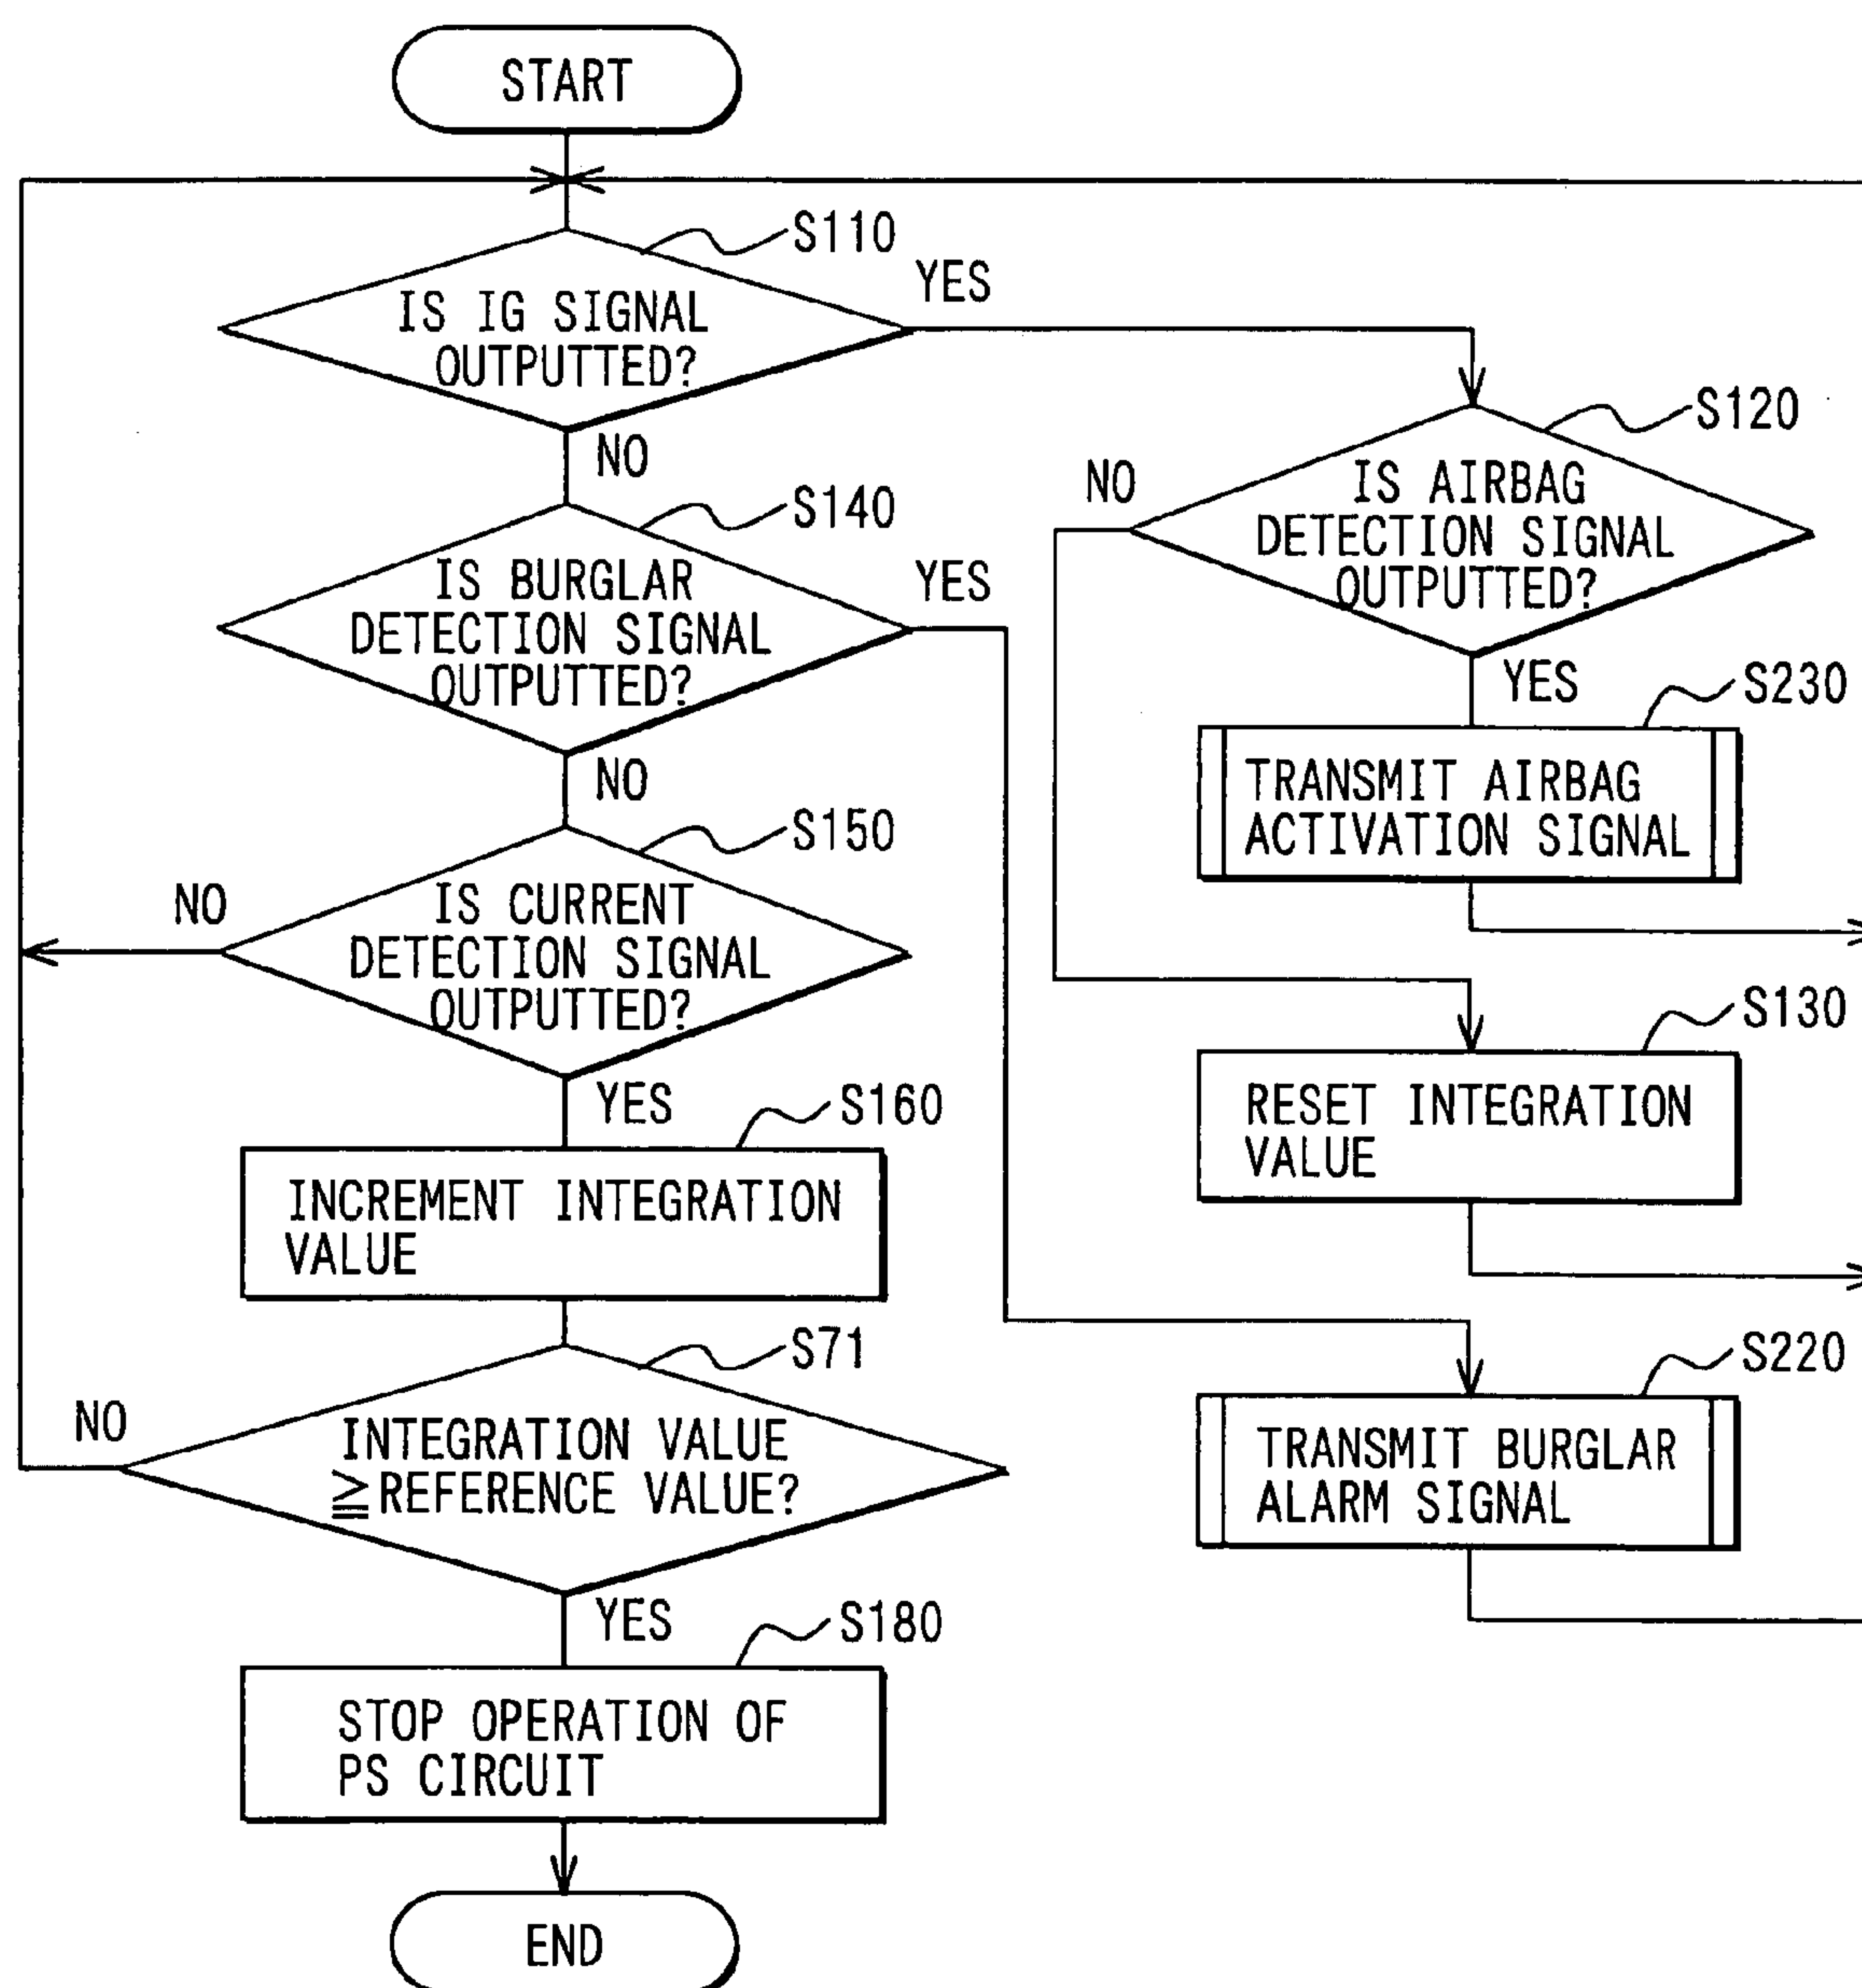 START
S110
YES
IS IG SIGNAL
OUTPUTTED?
NO
S120
NO
IS AIRBAG
DETECTION SIGNAL
OUTPUTTED?
YES
S140
IS BURGLAR
DETECTION SIGNAL
OUTPUTTED?
YES
NO
S230
TRANSMIT AIRBAG
ACTIVATION SIGNAL
S150
NO
IS CURRENT
DETECTION SIGNAL
OUTPUTTED?
YES
S130
RESET INTEGRATION
VALUE
S160
INCREMENT INTEGRATION
VALUE
S71
NO
INTEGRATION VALUE
≧REFERENCE VALUE?
YES
S220
TRANSMIT BURGLAR
ALARM SIGNAL
S180
STOP OPERATION OF
PS CIRCUIT
END